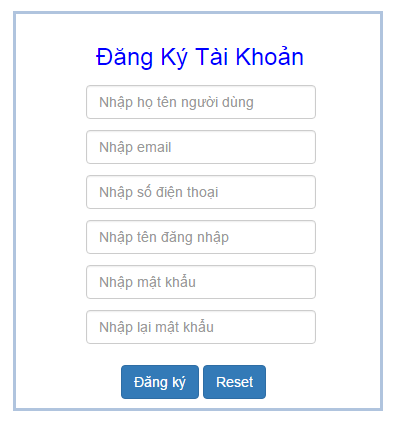 Đăng Ký Tài Khoản
Nhập họ tên người dùng
Nhập email
Nhập số điện thoại
Nhập tên đăng nhập
Nhập mật khẩu
Nhập lại mật khẩu
Đăng ký Reset